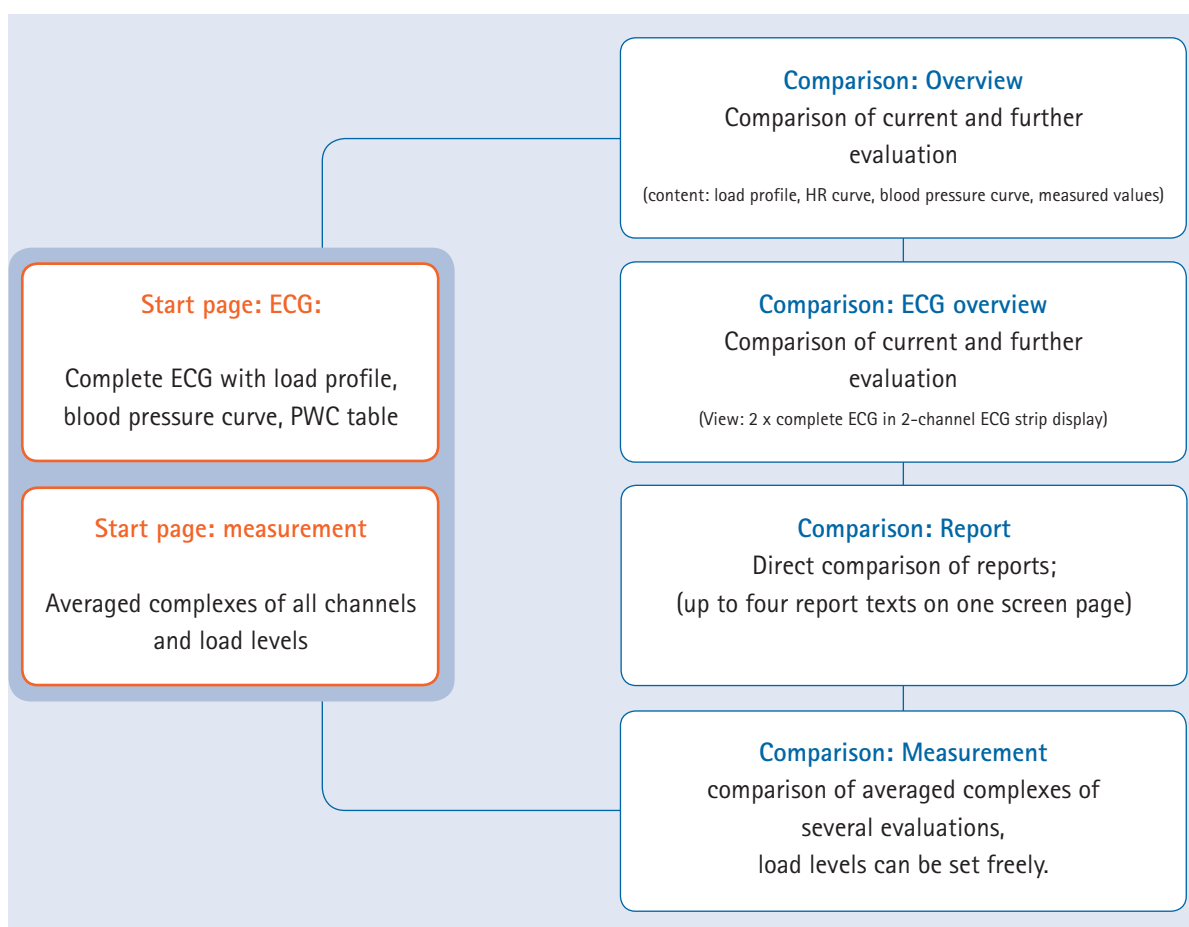 Start page: ECG:
Complete ECG with load profile,
blood pressure curve, PWC table
Start page: measurement
Averaged complexes of all channels
and load levels
Comparison: Overview
Comparison of current and further
evaluation
(content: load profile, HR curve, blood pressure curve, measured values)
Comparison: ECG overview
Comparison of current and further
evaluation
(View: 2 x complete ECG in 2-channel ECG strip display)
Comparison: Report
Direct comparison of reports;
(up to four report texts on one screen page)
Comparison: Measurement
comparison of averaged complexes of
several evaluations,
load levels can be set freely.